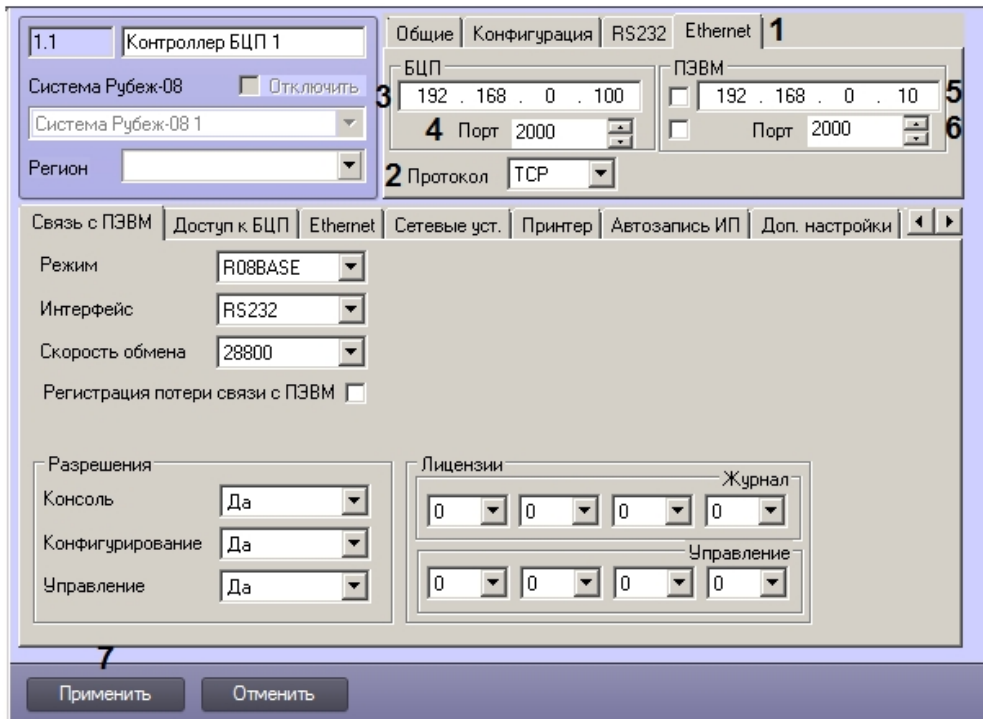 1.1 Контроллер БЦП 1
Система Рубеж-08 Отключить
Система Рубеж-08 1
Регион
Общие Конфигурация RS232 Ethernet 1
БЦП ПЭВМ
3 192 . 168 . 0 . 100 192 . 168 . 0 . 10 5
4 Порт 2000 Порт 2000 6
2 Протокол TCP
Связь с ПЭВМ Доступ к БЦП Ethernet Сетевые уст. Принтер Автозапись ИП Доп. настройки
Режим R08BASE
Интерфейс RS232
Скорость обмена 28800
Регистрация потери связи с ПЭВМ
Разрешения
Консоль Да
Конфигурирование Да
Управление Да
Лицензии
Журнал
0 0 0 0
Управление
0 0 0 0
7
Применить Отменить